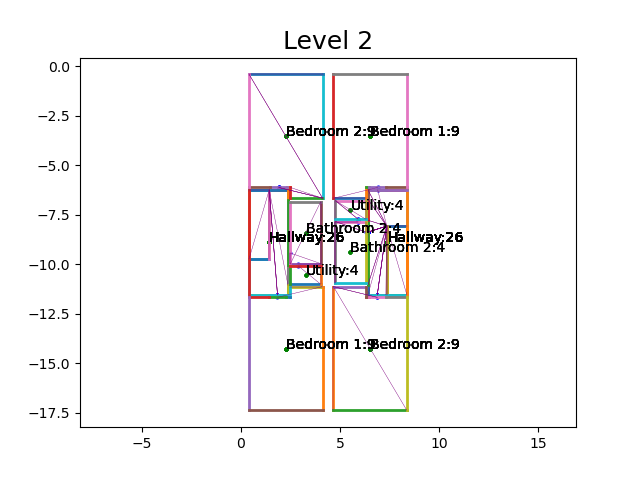 Level 2
0.0
−2.5
−5.0
−7.5
−10.0
−12.5
−15.0
−17.5
−5
0
5
10
15
Bedroom 2:9
Bedroom 1:9
Utility:4
Bathroom 2:4
Hallway:26
Hallway:26
Bathroom 2:4
Utility:4
Bedroom 1:9
Bedroom 2:9